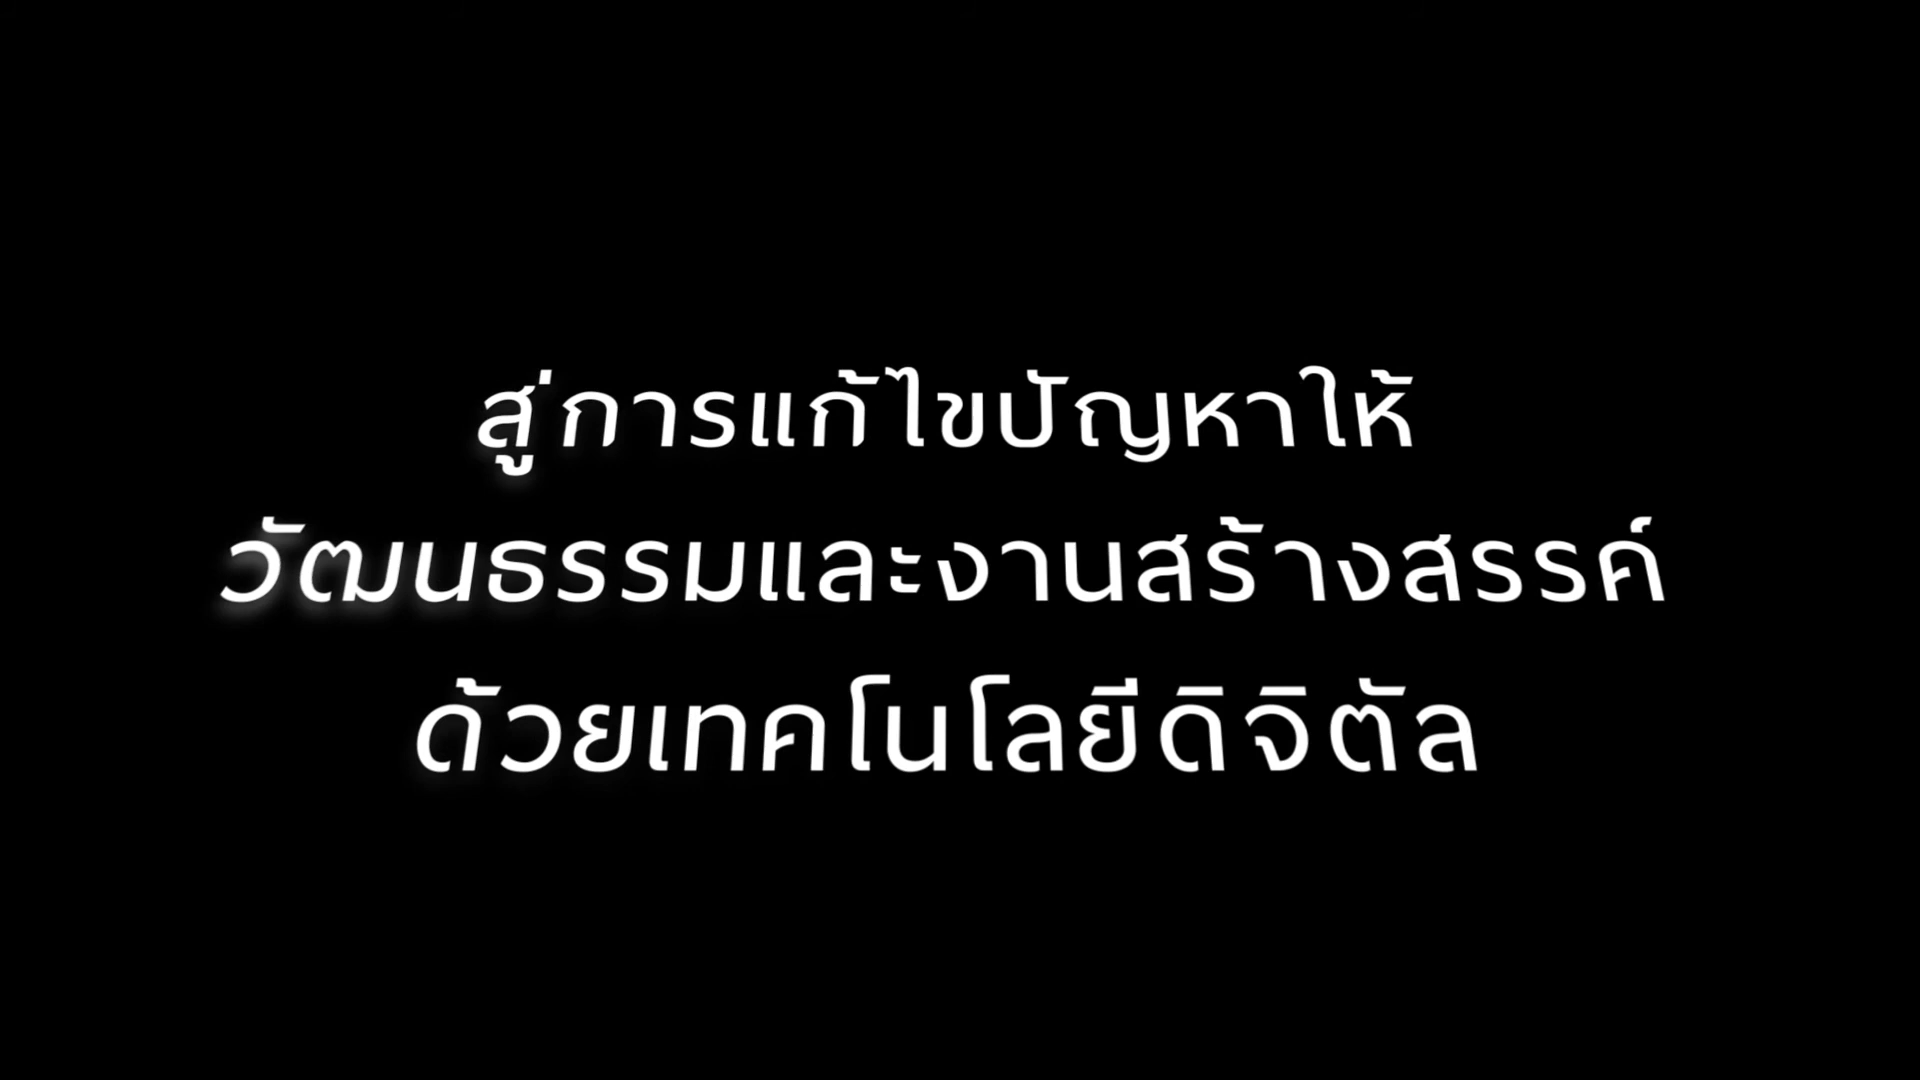 สู่การแก้ไขปัญหาให้
วัฒนธรรมและงานสร้างสรรค์
ด้วยเทคโนโลยีดิจิตัล